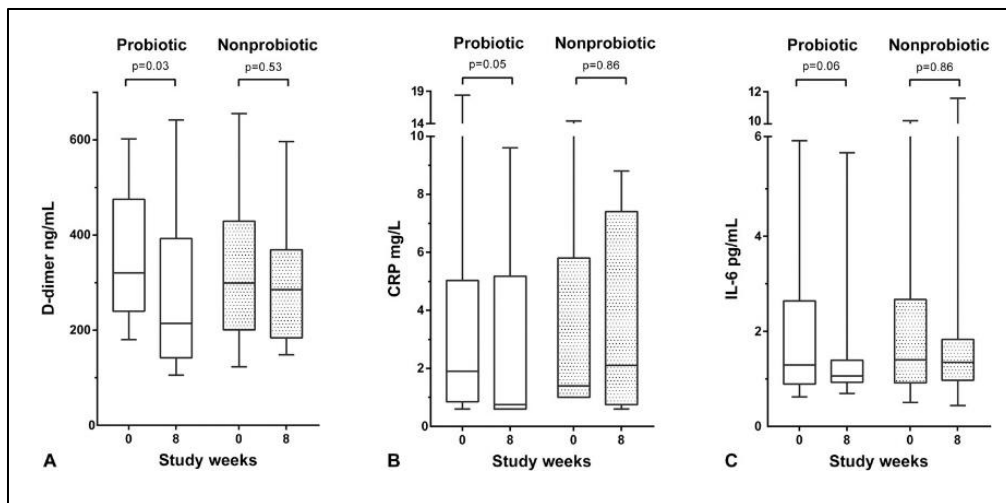 Probiotic Nonprobiotic
p=0.03 p=0.53
600
400
200
0
D-dimer ng/mL
0 8 0 8
A Study weeks
Probiotic Nonprobiotic
p=0.05 p=0.86
19
14
10
8
6
4
2
0
CRP mg/L
0 8 0 8
B Study weeks
Probiotic Nonprobiotic
p=0.06 p=0.86
12
10
6
4
2
0
IL-6 pg/mL
0 8 0 8
C Study weeks